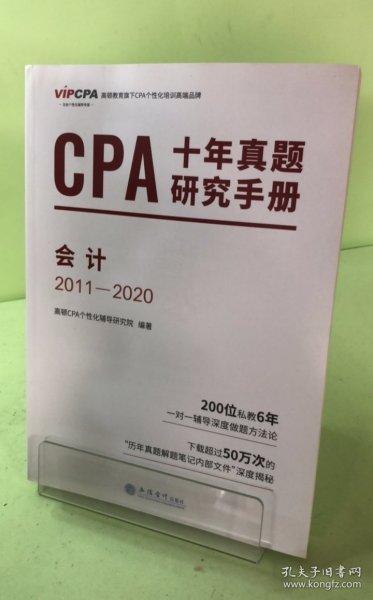 VIPCPA 高顿教育旗下CPA个性化培训高端品牌
CPA 十年真题
研究手册
会计
2011—2020
高顿CPA个性化辅导研究院 编著
200位私教6年
一对一辅导深度做题方法论
下载超过50万次的
“历年真题解题笔记内部文件”深度揭秘
立信会计出版社
孔夫子旧书网
www.kongfz.com